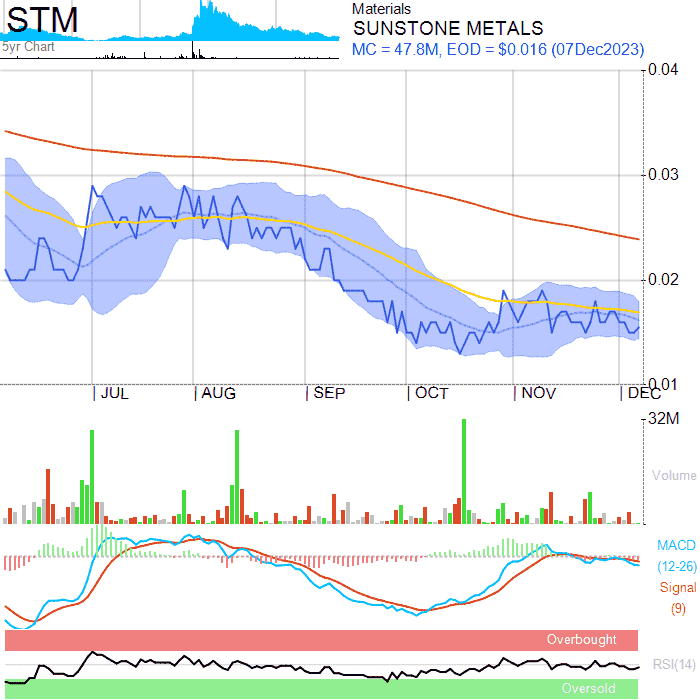 STM
5yr Chart
Materials
SUNSTONE METALS
MC = 47.8M, EOD = $0.016 (07Dec2023)
0.04
0.03
0.02
0.01
JUL AUG SEP OCT NOV DEC
32M
Volume
MACD
(12-26)
Signal
(9)
Overbought
RSI(14)
Oversold